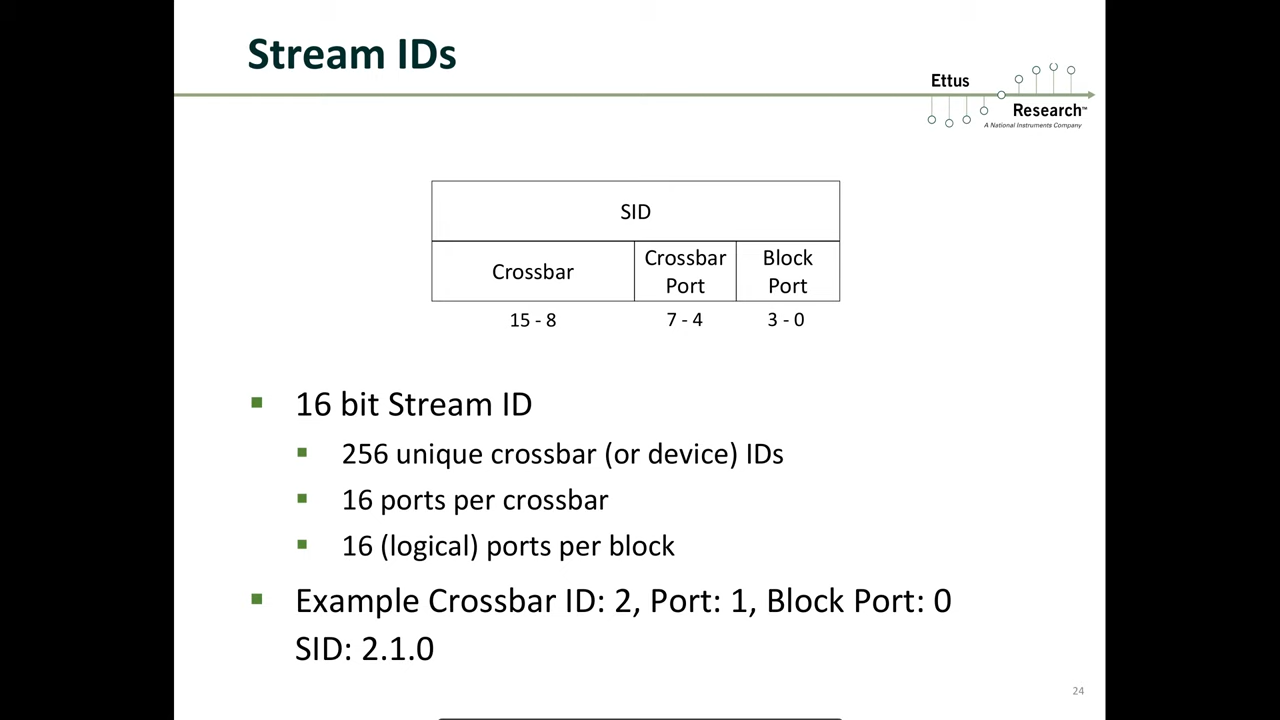 Stream IDs
Ettus
Research™
A National Instruments Company
SID
Crossbar
Crossbar
Port
Block
Port
15 - 8
7 - 4
3 - 0
16 bit Stream ID
256 unique crossbar (or device) IDs
16 ports per crossbar
16 (logical) ports per block
Example Crossbar ID: 2, Port: 1, Block Port: 0
SID: 2.1.0
24